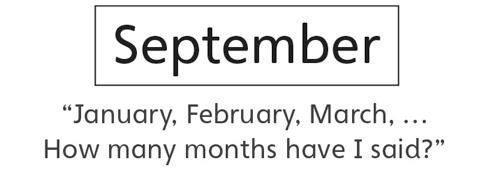 September
“January, February, March, …
How many months have I said?”